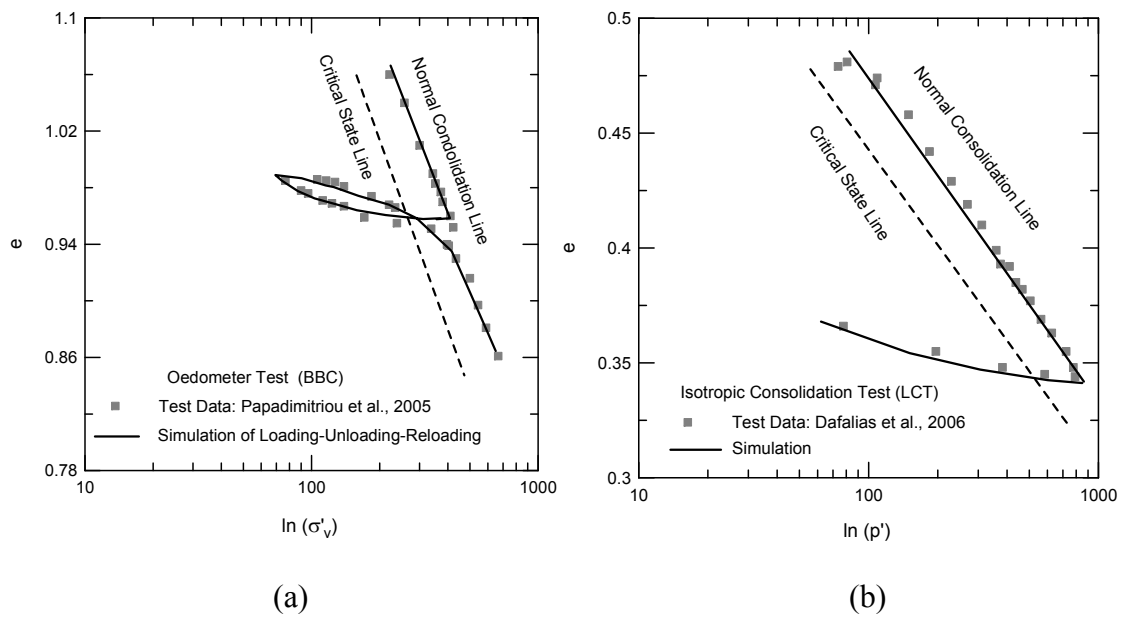 1.1
1.02
0.94
0.86
0.78
e
10
100
1000
ln (σ'v)
Critical State Line
Normal Condolidation Line
Oedometer Test (BBC)
Test Data: Papadimitriou et al., 2005
Simulation of Loading-Unloading-Reloading
(a)
0.5
0.45
0.4
0.35
0.3
e
10
100
1000
ln (p')
Normal Consolidation Line
Critical State Line
Isotropic Consolidation Test (LCT)
Test Data: Dafalias et al., 2006
Simulation
(b)